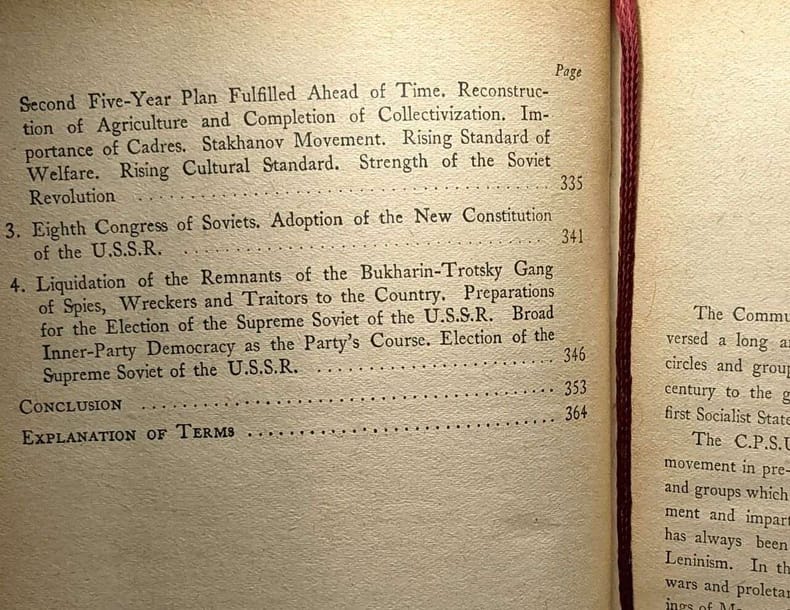 Page
Second Five-Year Plan Fulfilled Ahead of Time. Reconstruc-
tion of Agriculture and Completion of Collectivization. Im-
portance of Cadres. Stakhanov Movement. Rising Standard of
Welfare. Rising Cultural Standard. Strength of the Soviet
Revolution .......................................... 335
3. Eighth Congress of Soviets. Adoption of the New Constitution
of the U.S.S.R. .......................................... 341
4. Liquidation of the Remnants of the Bukharin-Trotsky Gang
of Spies, Wreckers and Traitors to the Country. Preparations
for the Election of the Supreme Soviet of the U.S.S.R. Broad
Inner-Party Democracy as the Party's Course. Election of the
Supreme Soviet of the U.S.S.R. .......................... 346
CONCLUSION .......................................... 353
EXPLANATION OF TERMS .................................. 364
The Commu
versed a long a
circles and group
century to the g
first Socialist State
The C.P.S.U
movement in pre-
and groups which
ment and impart
has always been
Leninism. In th
wars and proletar
ings of M